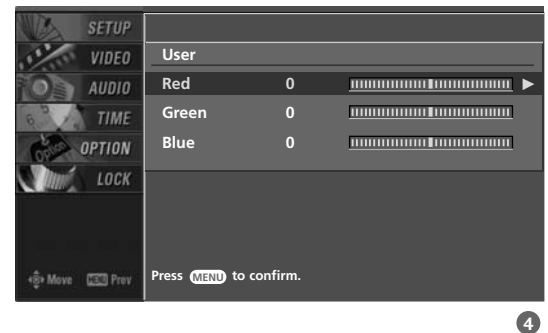 SETUP
VIDEO
AUDIO
TIME
OPTION
LOCK
Move MENU Prev
User
Red 0
Green 0
Blue 0
Press MENU to confirm.
4